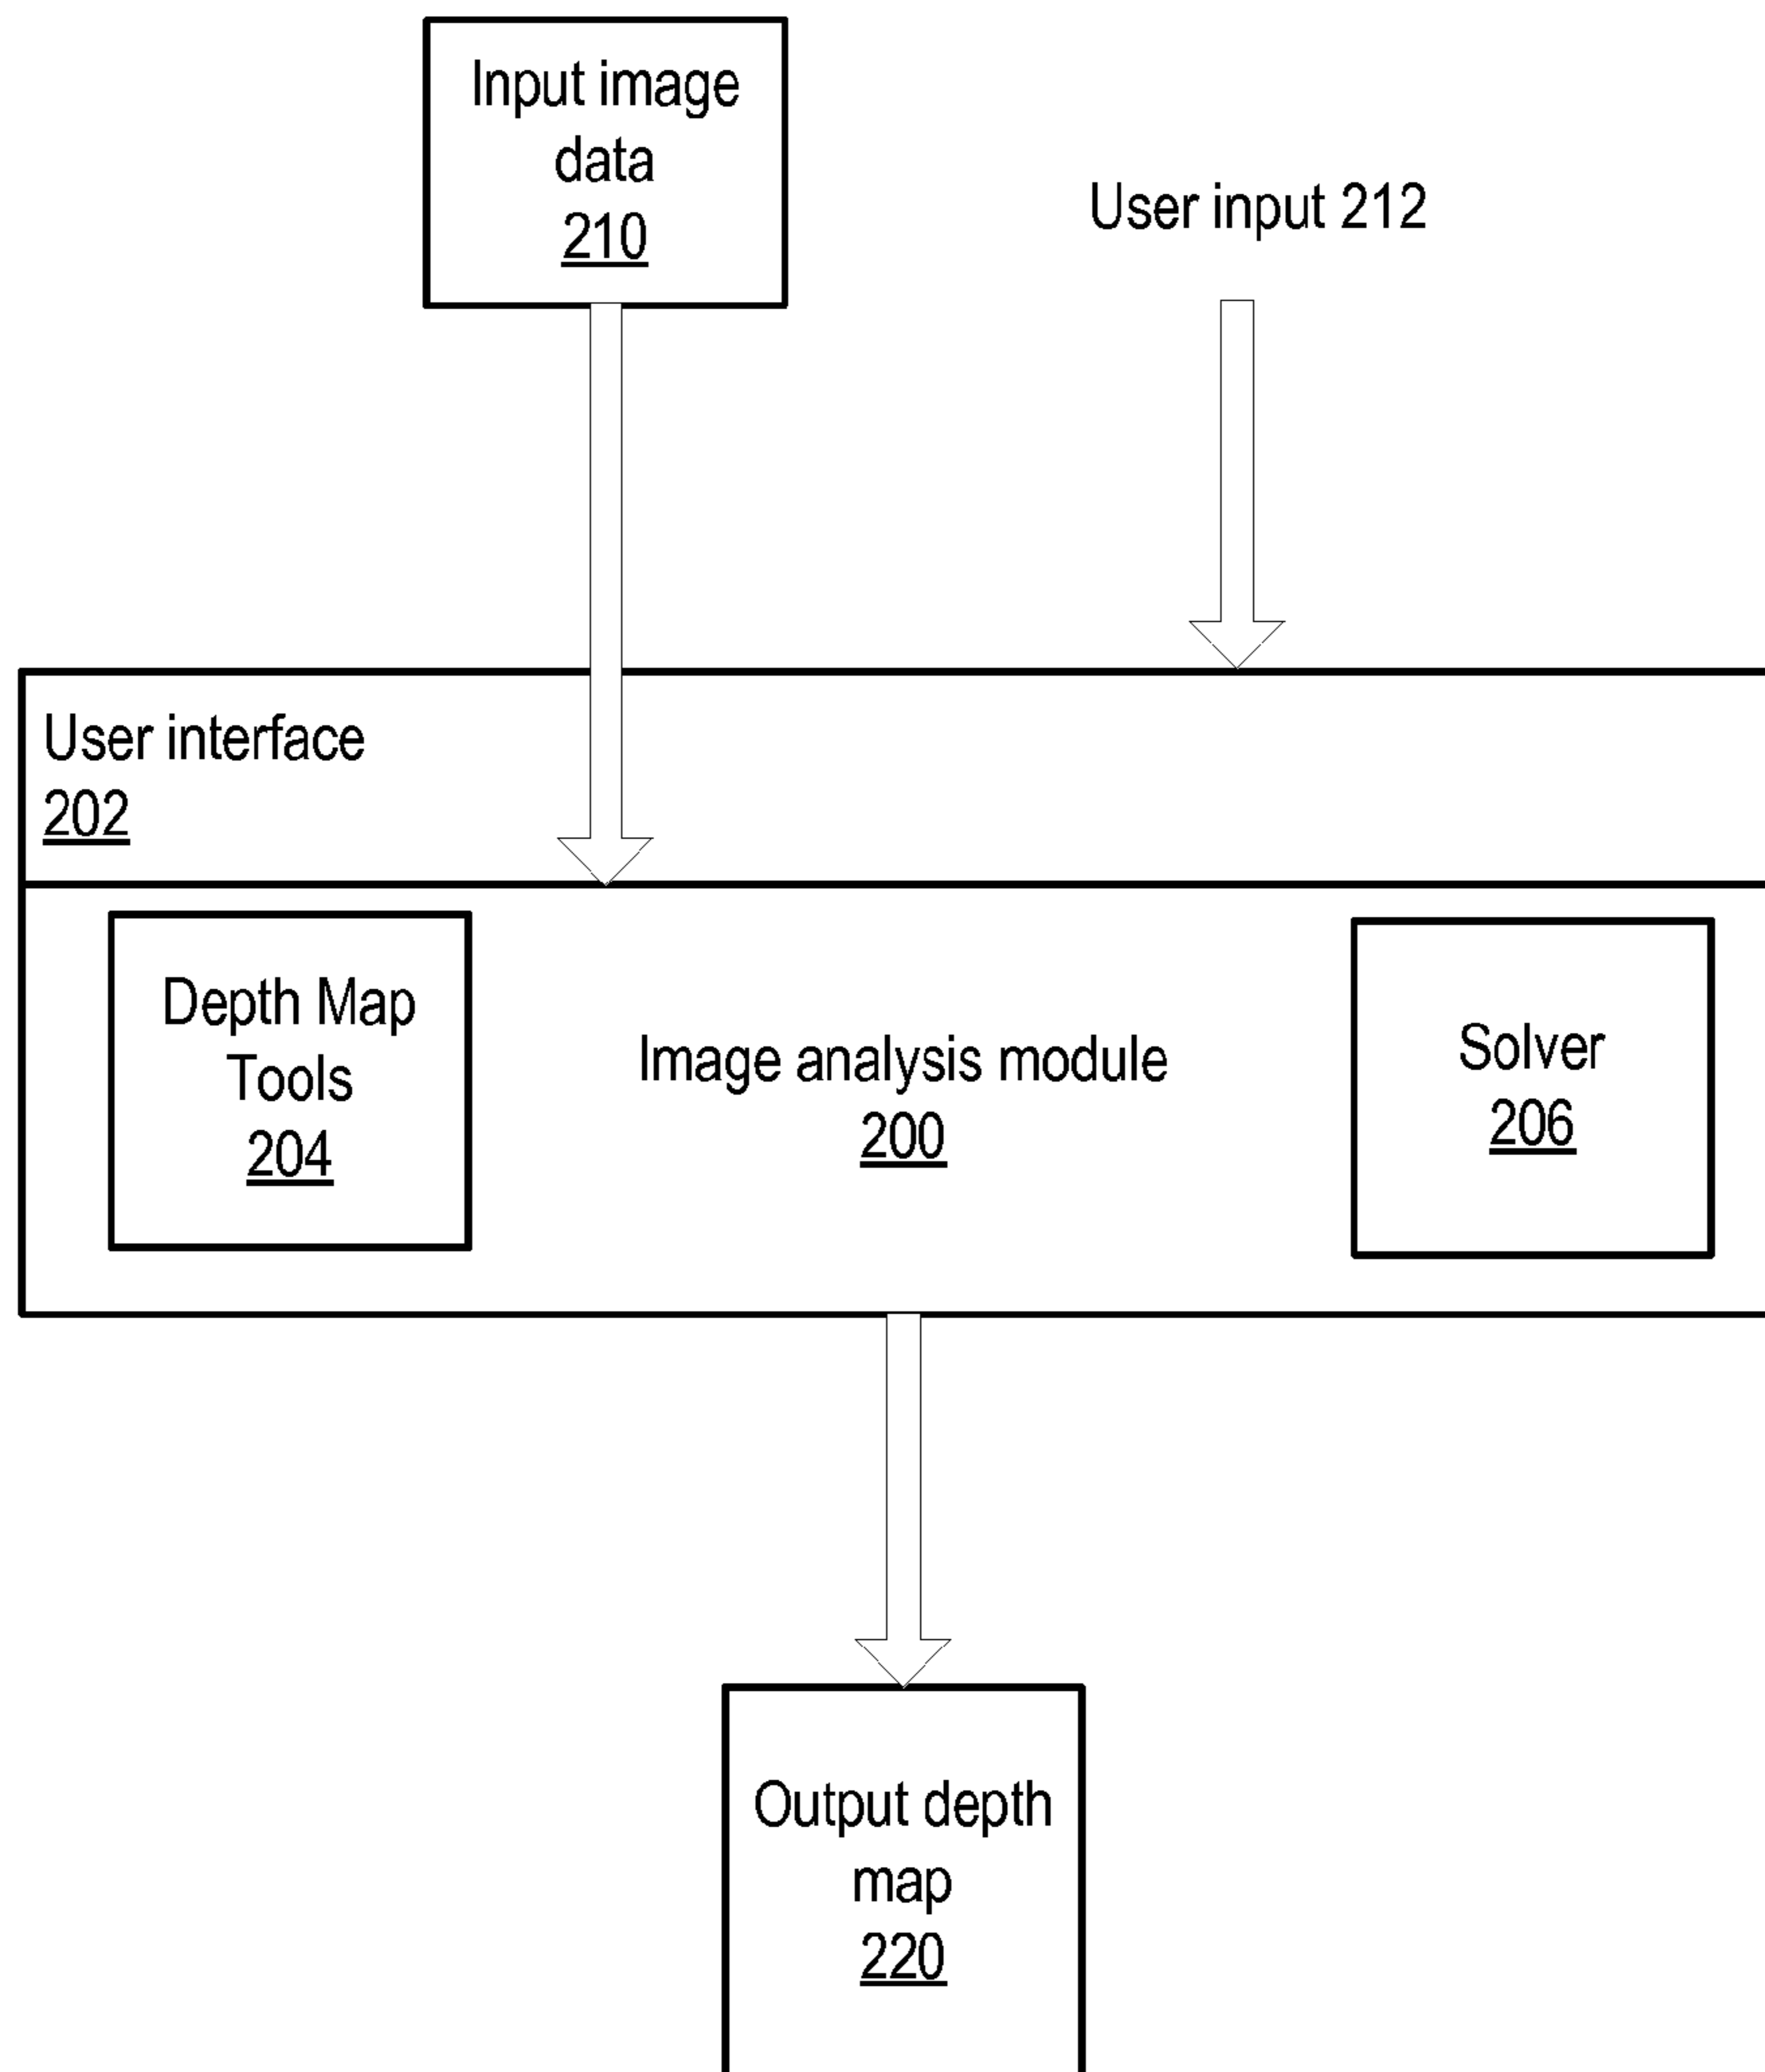 Input image
data
210
User input 212
User interface
202
Depth Map
Tools
204
Image analysis module
200
Solver
206
Output depth
map
220